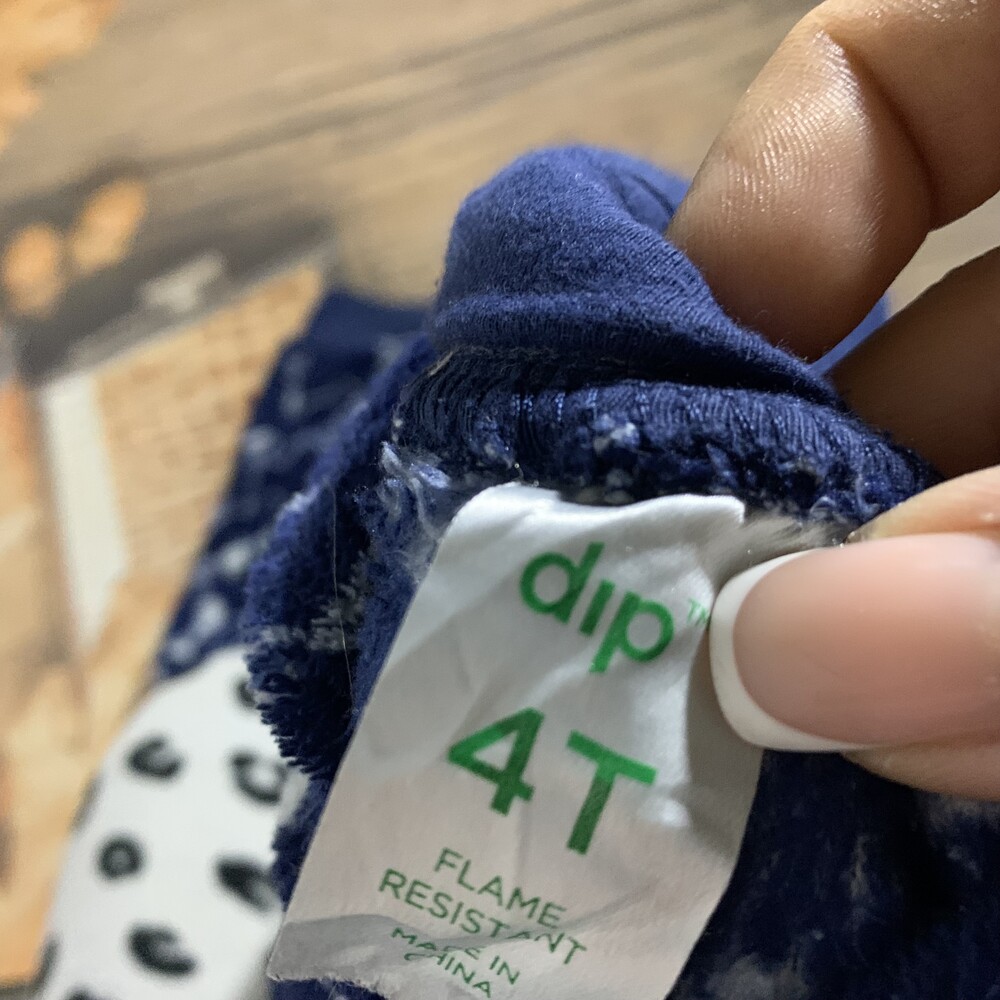 dip™
4T
FLAME
RESISTANT
MADE IN
CHINA